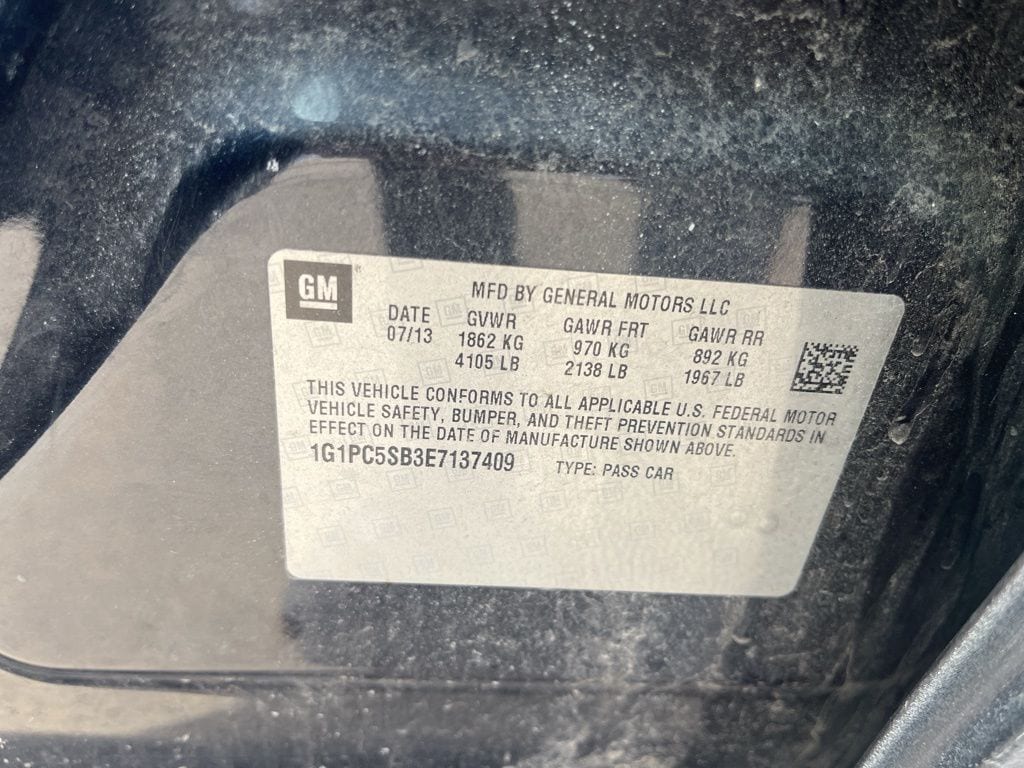 GM
MFD BY GENERAL MOTORS LLC
DATE GVWR GAWR FRT GAWR RR
07/13 1862 KG 970 KG 892 KG
4105 LB 2138 LB 1967 LB
THIS VEHICLE CONFORMS TO ALL APPLICABLE U.S. FEDERAL MOTOR
VEHICLE SAFETY, BUMPER, AND THEFT PREVENTION STANDARDS IN
EFFECT ON THE DATE OF MANUFACTURE SHOWN ABOVE.
1G1PC5SB3E7137409 TYPE: PASS CAR